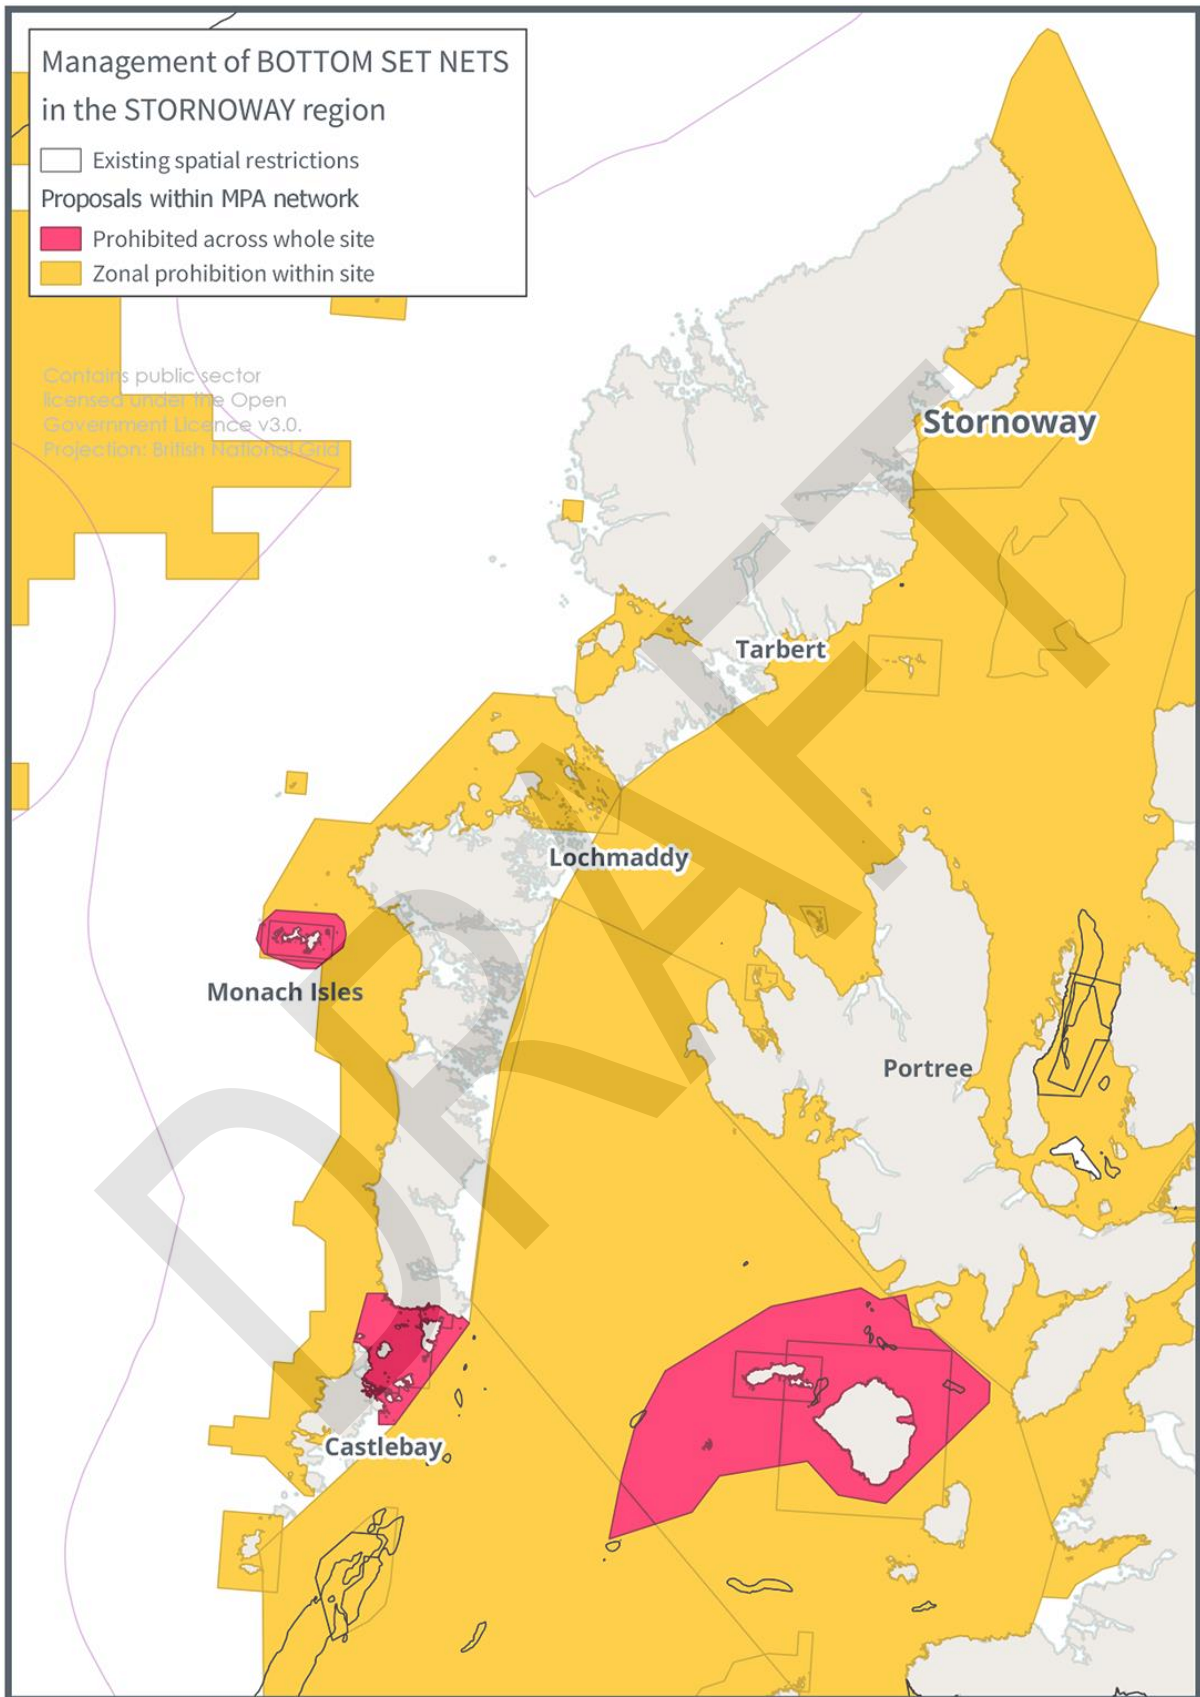 Management of BOTTOM SET NETS
in the STORNOWAY region
Existing spatial restrictions
Proposals within MPA network
Prohibited across whole site
Zonal prohibition within site
Contains public sector
licensed under the Open
Government Licence v3.0.
Projection: British National Grid
Stornoway
Tarbert
Lochmaddy
Monach Isles
Portree
Castlebay
DRAFT